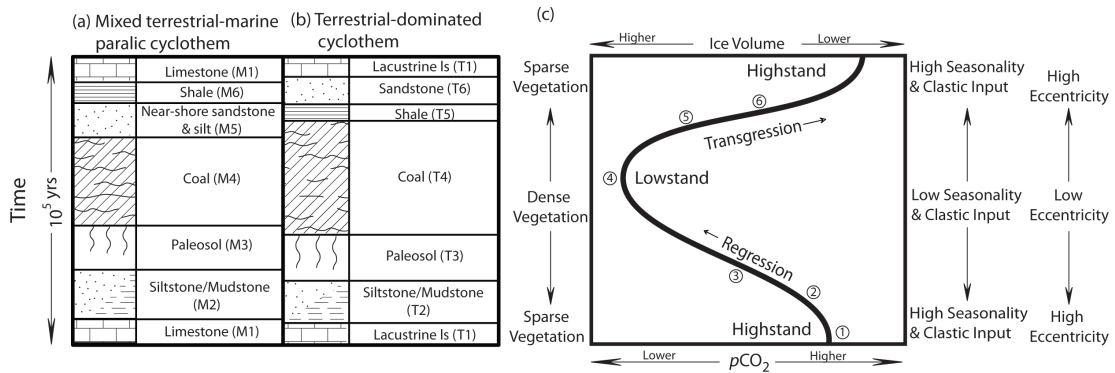 (a) Mixed terrestrial-marine
paralic cyclothem
(b) Terrestrial-dominated
cyclothem
Time
10⁵ yrs
Limestone (M1)
Shale (M6)
Near-shore sandstone
& silt (M5)
Coal (M4)
Paleosol (M3)
Siltstone/Mudstone
(M2)
Limestone (M1)
Lacustrine ls (T1)
Sandstone (T6)
Shale (T5)
Coal (T4)
Paleosol (T3)
Siltstone/Mudstone
(T2)
Lacustrine ls (T1)
(c)
Higher Ice Volume Lower
Sparse
Vegetation
Dense
Vegetation
Sparse
Vegetation
Highstand
⑥
⑤
Transgression
④ Lowstand
Regression
③
②
Highstand ①
Lower pCO₂ Higher
High Seasonality
& Clastic Input
Low Seasonality
& Clastic Input
High Seasonality
& Clastic Input
High
Eccentricity
Low
Eccentricity
High
Eccentricity